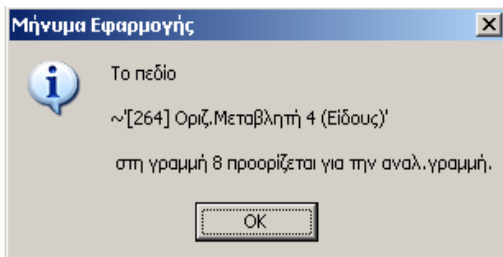 Μήνυμα Εφαρμογής
Το πεδίο
~'[264] Οριζ.Μεταβλητή 4 (Είδους)'
στη γραμμή 8 προορίζεται για την αναλ.γραμμή.
OK